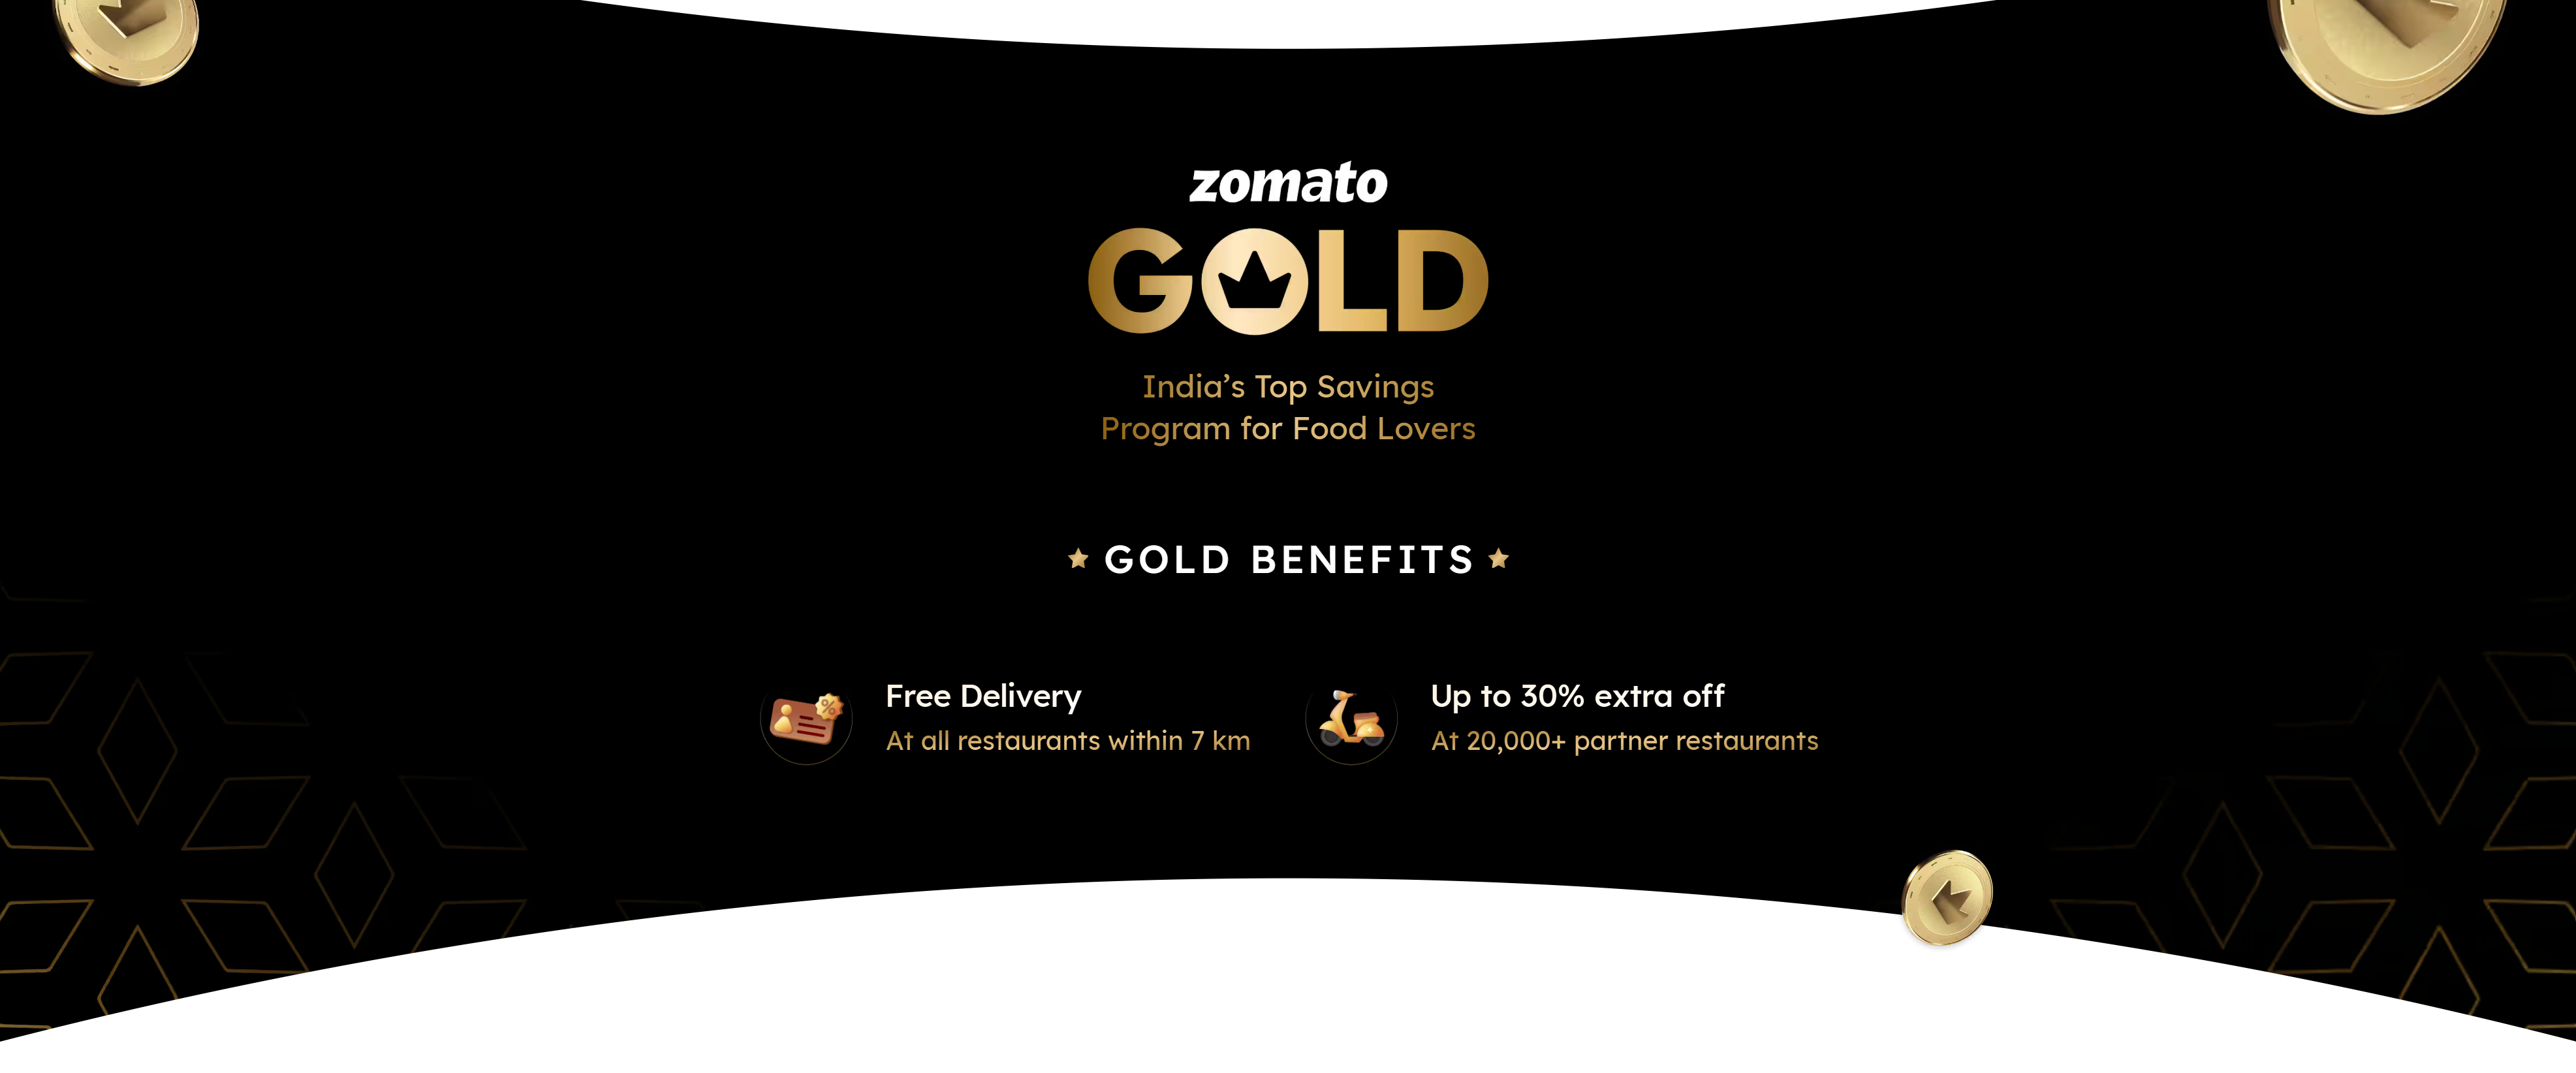 zomato
GOLD
India’s Top Savings
Program for Food Lovers
GOLD BENEFITS
Free Delivery
At all restaurants within 7 km
Up to 30% extra off
At 20,000+ partner restaurants